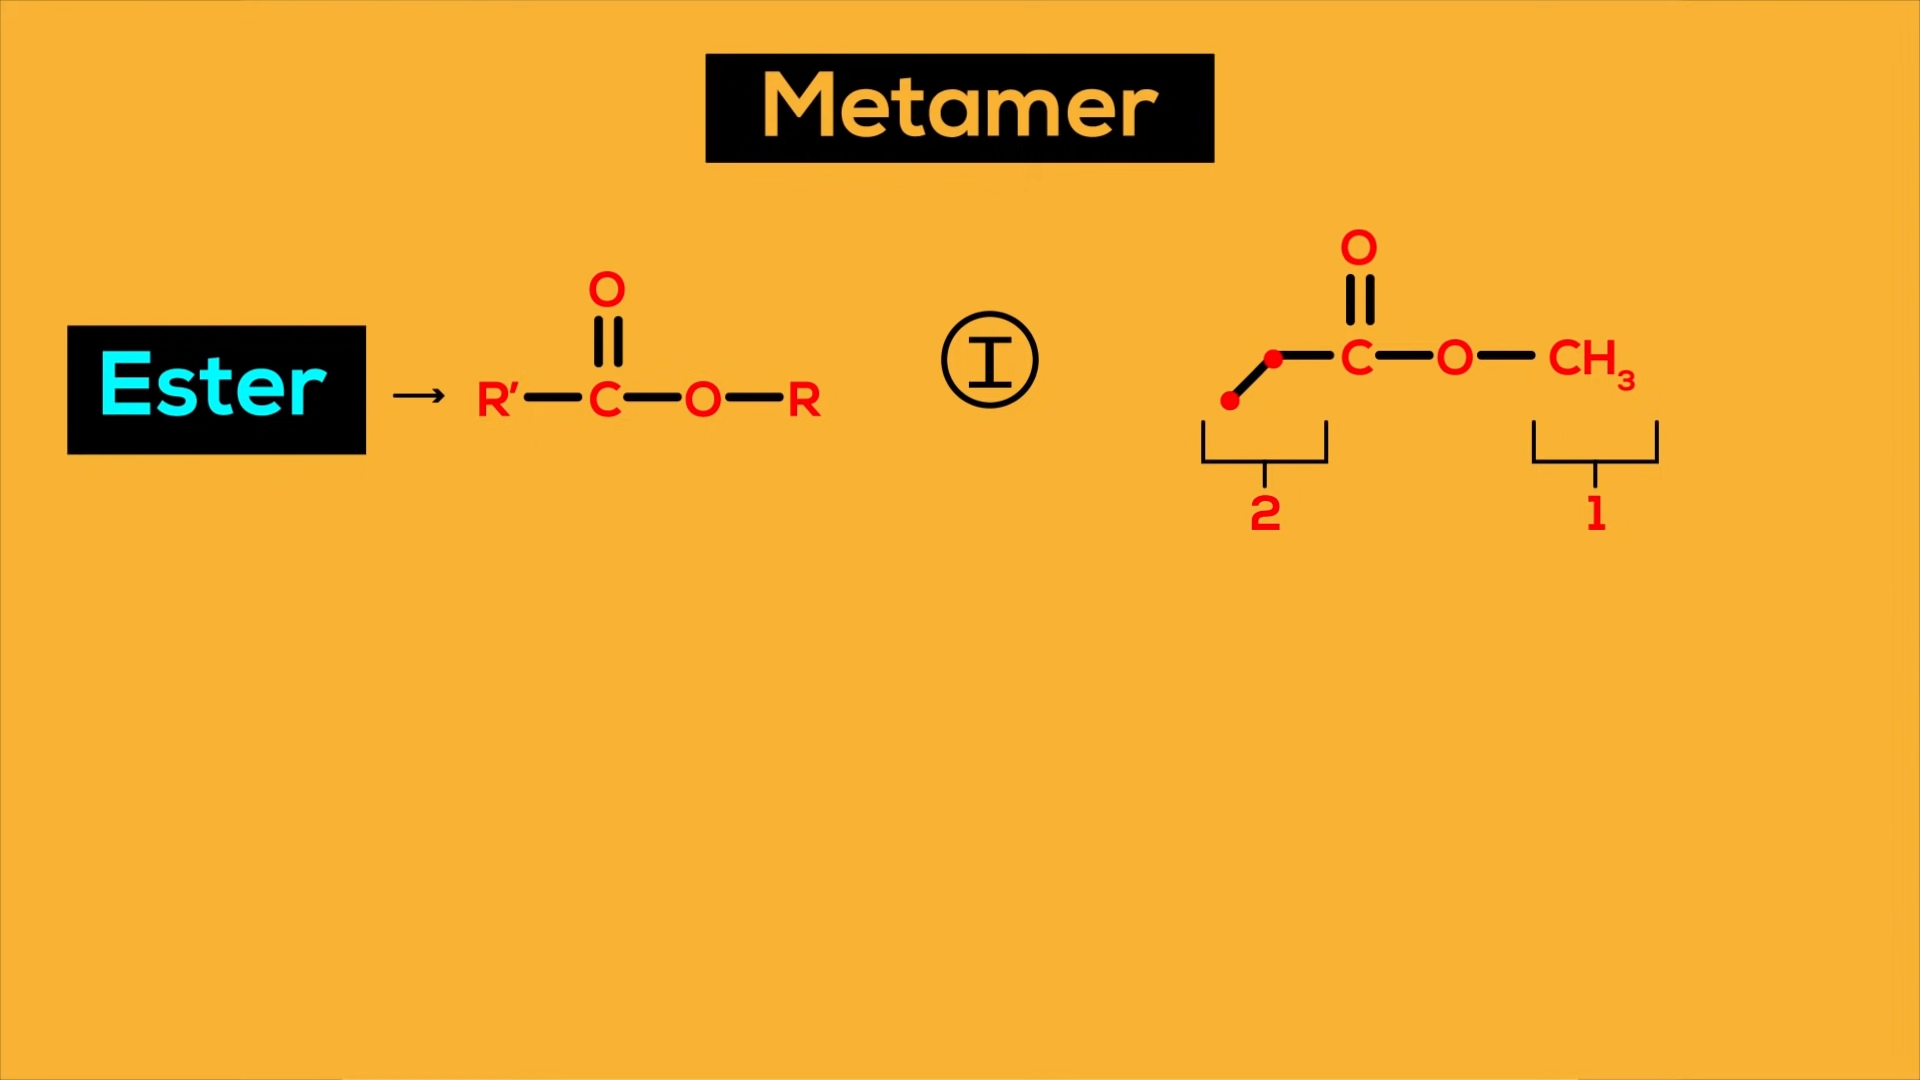 Metamer
Ester → R' C O R
O
I
O
C O CH₃
2 1